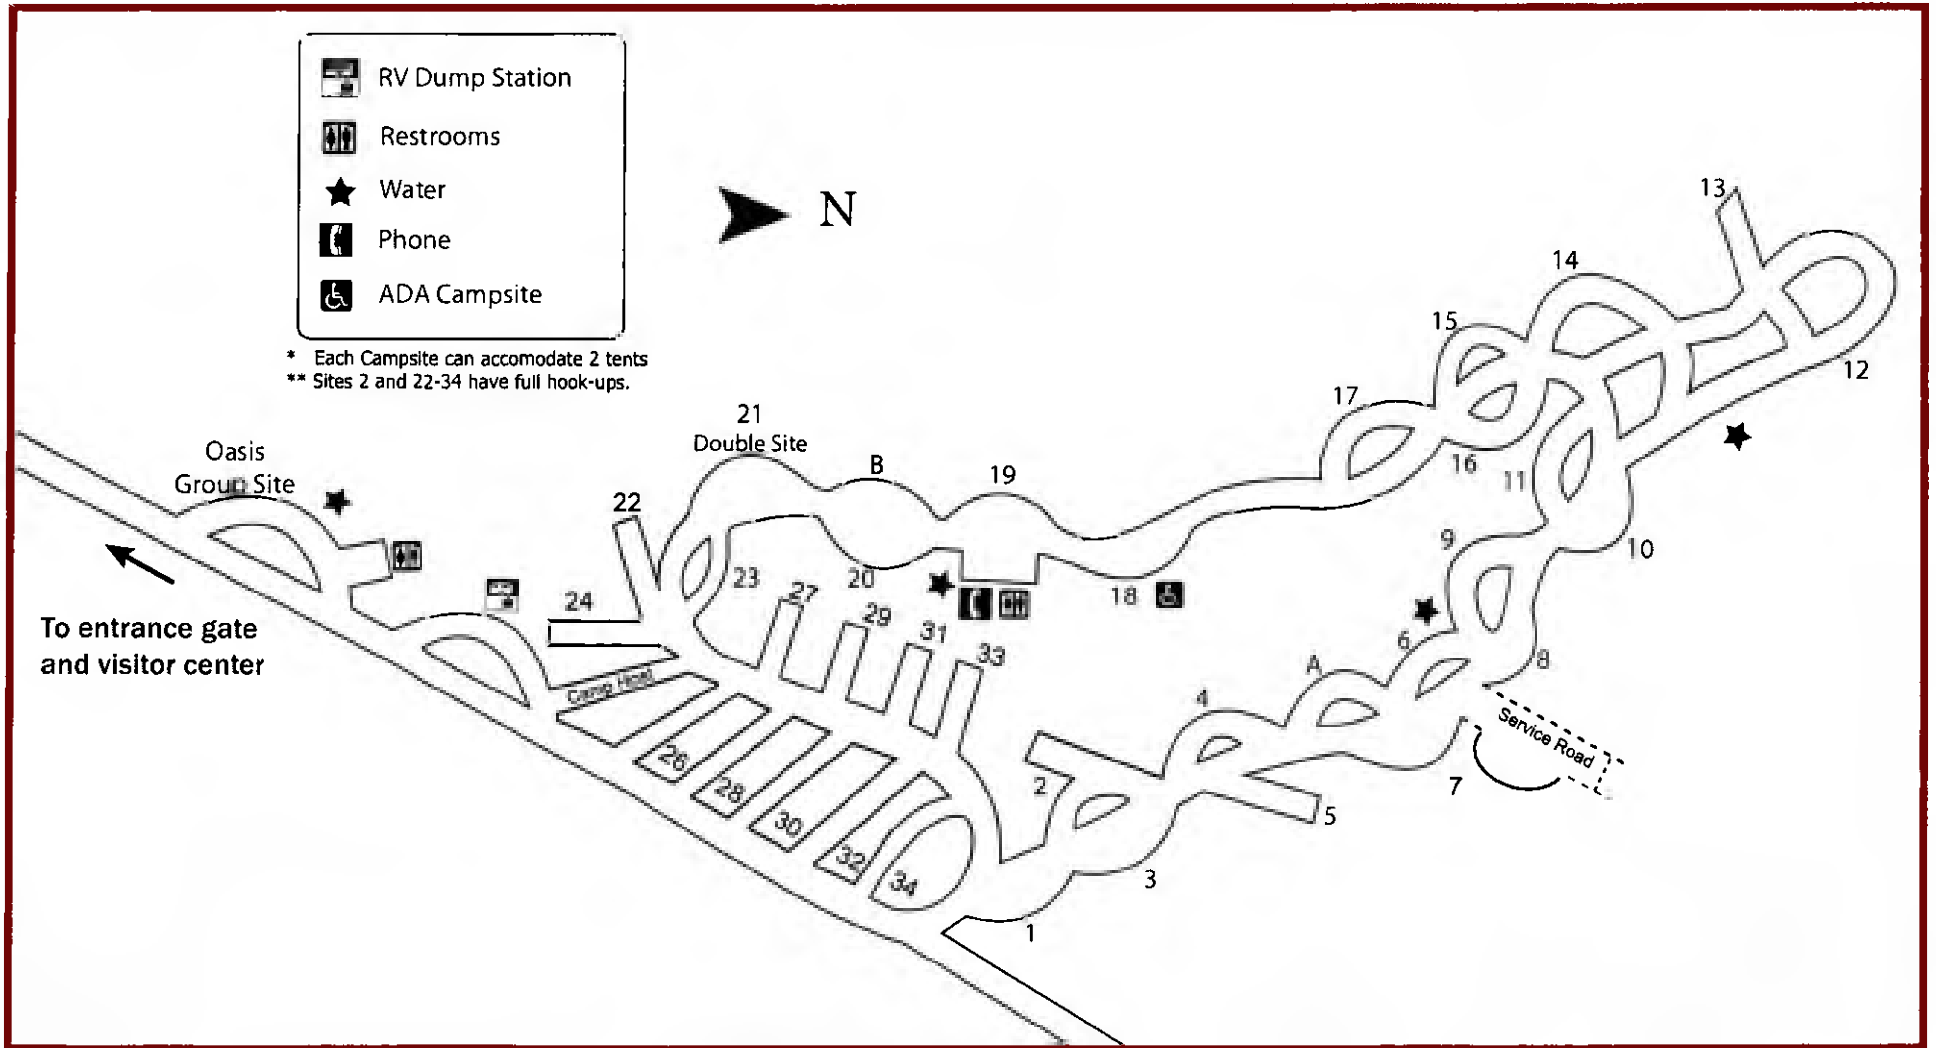 RV Dump Station
Restrooms
Water
Phone
ADA Campsite
* Each Campsite can accomodate 2 tents
** Sites 2 and 22-34 have full hook-ups.
N
13
14
15
12
17
21
Double Site
B
19
16
11
Oasis
Group Site
22
9
10
23
20
18
24
27
29
31
33
6
8
A
4
To entrance gate
and visitor center
Camp Host
Service Road
26
28
30
32
34
2
7
5
3
1